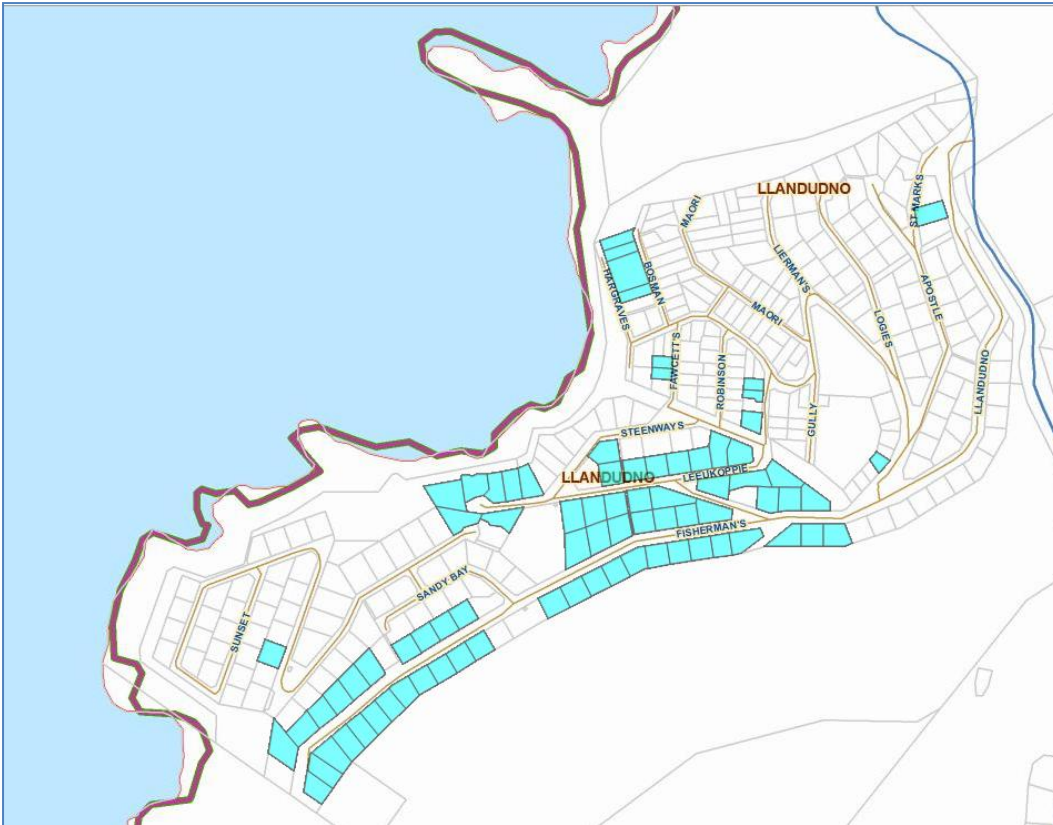 LLANDUDNO
ST MARKS
MAORI
LIERMAN'S
BOSMAN
HARGRAVES
APOSTLE
MAORI
LOGIES
FAWCETT'S
ROBINSON
LLANDUDNO
GULLY
STEENWAYS
LEEUKOPPIE
LLANDUDNO
FISHERMAN'S
SANDY BAY
SUNSET